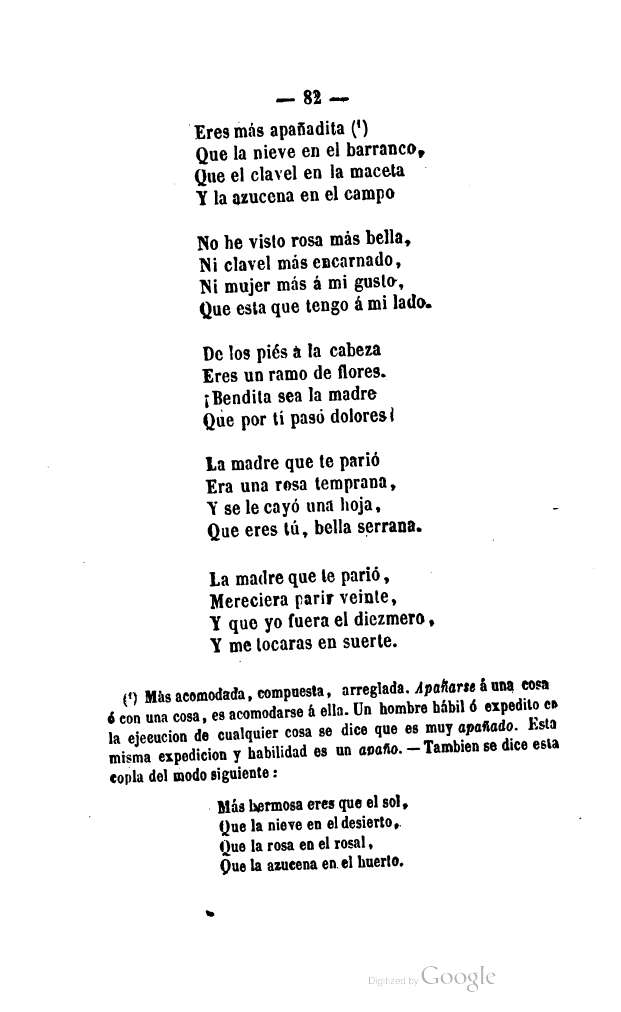 — 82 —
Eres más apañadita (¹)
Que la nieve en el barranco,
Que el clavel en la maceta
Y la azucena en el campo
No he visto rosa más bella,
Ni clavel más encarnado,
Ni mujer más á mi gusto,
Que esta que tengo á mi lado.
De los piés à la cabeza
Eres un ramo de flores.
¡Bendita sea la madre
Que por tí pasó dolores!
La madre que te parió
Era una rosa temprana,
Y se le cayó una hoja,
Que eres tú, bella serrana.
La madre que te parió,
Mereciera parir veinte,
Y que yo fuera el diezmero,
Y me tocaras en suerte.
(¹) Más acomodada, compuesta, arreglada. Apañarse á una cosa
ó con una cosa, es acomodarse á ella. Un hombre hábil ó expedito en
la ejecucion de cualquier cosa se dice que es muy apañado. Esta
misma expedicion y habilidad es un apaño. — Tambien se dice esta
copla del modo siguiente:
Más hermosa eres que el sol,
Que la nieve en el desierto,
Que la rosa en el rosal,
Que la azucena en el huerto.
Digitized by Google